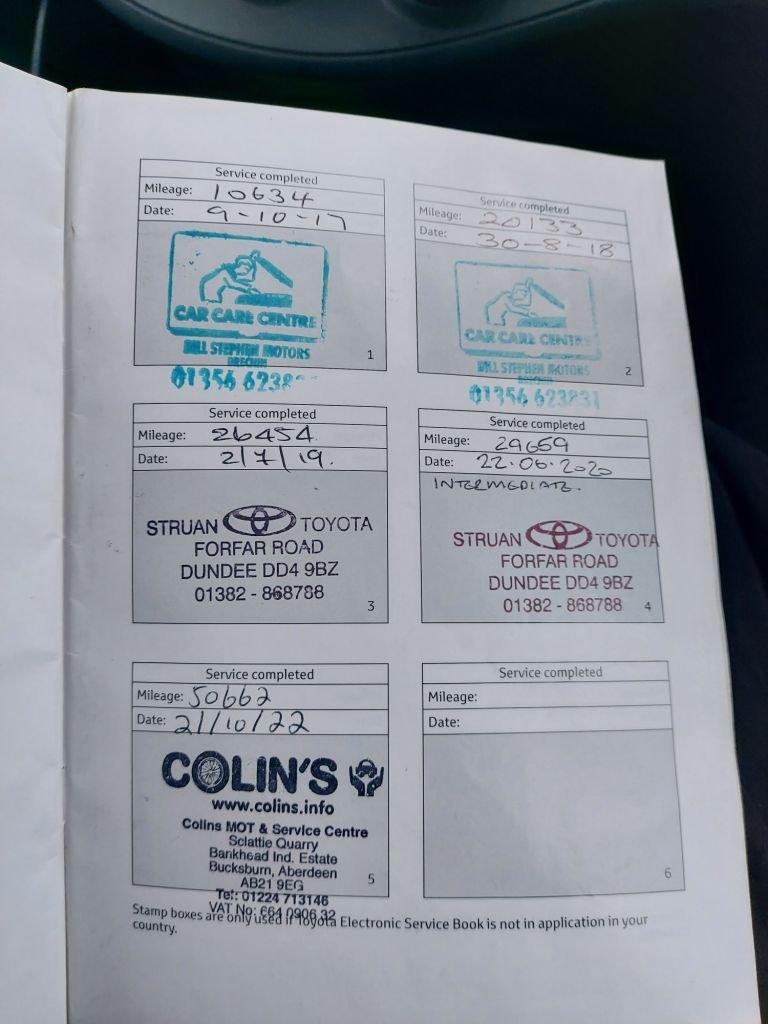 Service completed
Mileage: 10634
Date: 9-10-17
CAR CARE CENTRE
BILL STEPHEN MOTORS
BRECHIN
01356 6238
1
Service completed
Mileage: 20133
Date: 30-8-18
CAR CARE CENTRE
BILL STEPHEN MOTORS
BRECHIN
01356 623831
2
Service completed
Mileage: 26454
Date: 2/7/19.
STRUAN TOYOTA
FORFAR ROAD
DUNDEE DD4 9BZ
01382 - 868788
3
Service completed
Mileage: 29659
Date: 22.06.2020
INTERMEDIATE.
STRUAN TOYOTA
FORFAR ROAD
DUNDEE DD4 9BZ
01382 - 868788
4
Service completed
Mileage: 50662
Date: 21/10/22
COLIN'S
www.colins.info
Colins MOT & Service Centre
Sclattie Quarry
Bankhead Ind. Estate
Bucksburn, Aberdeen
AB21 9EG
Tel: 01224 713146
VAT No: 664 0906 32
5
Service completed
Mileage:
Date:
6
Stamp boxes are only used if Toyota Electronic Service Book is not in application in your
country.